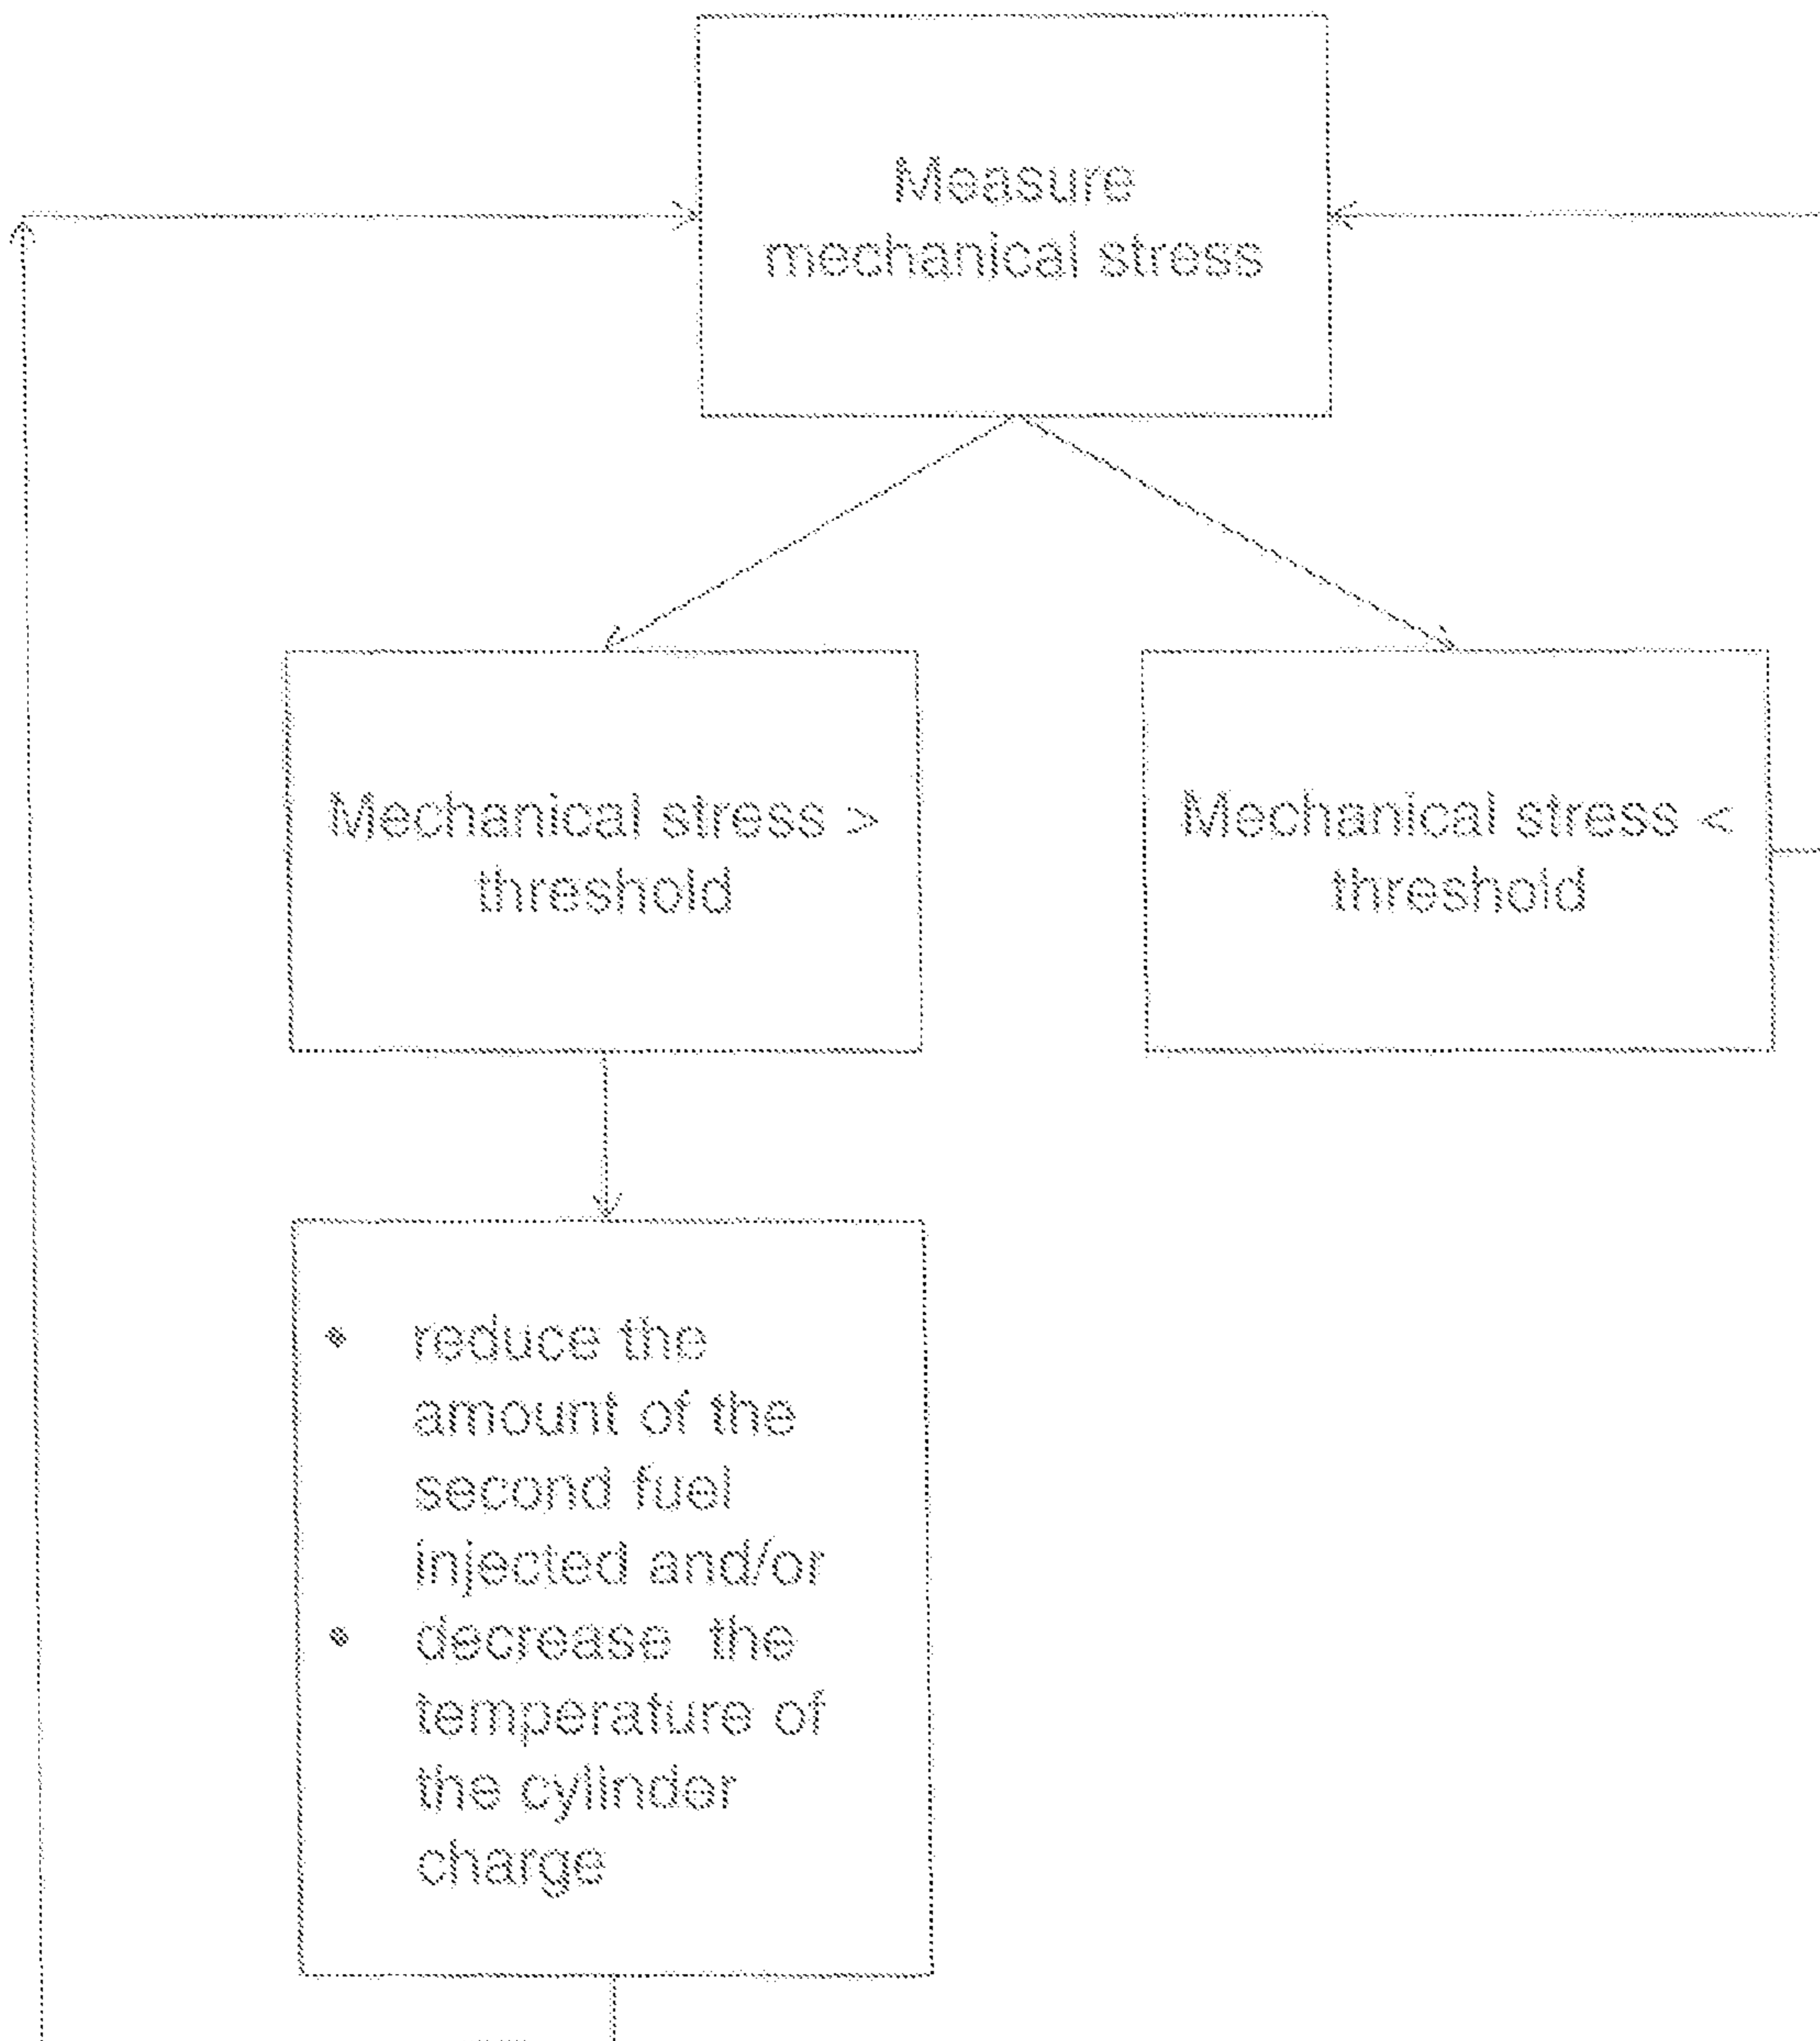 Measure
mechanical stress
Mechanical stress >
threshold
Mechanical stress <
threshold
• reduce the
amount of the
second fuel
injected and/or
• decrease the
temperature of
the cylinder
charge